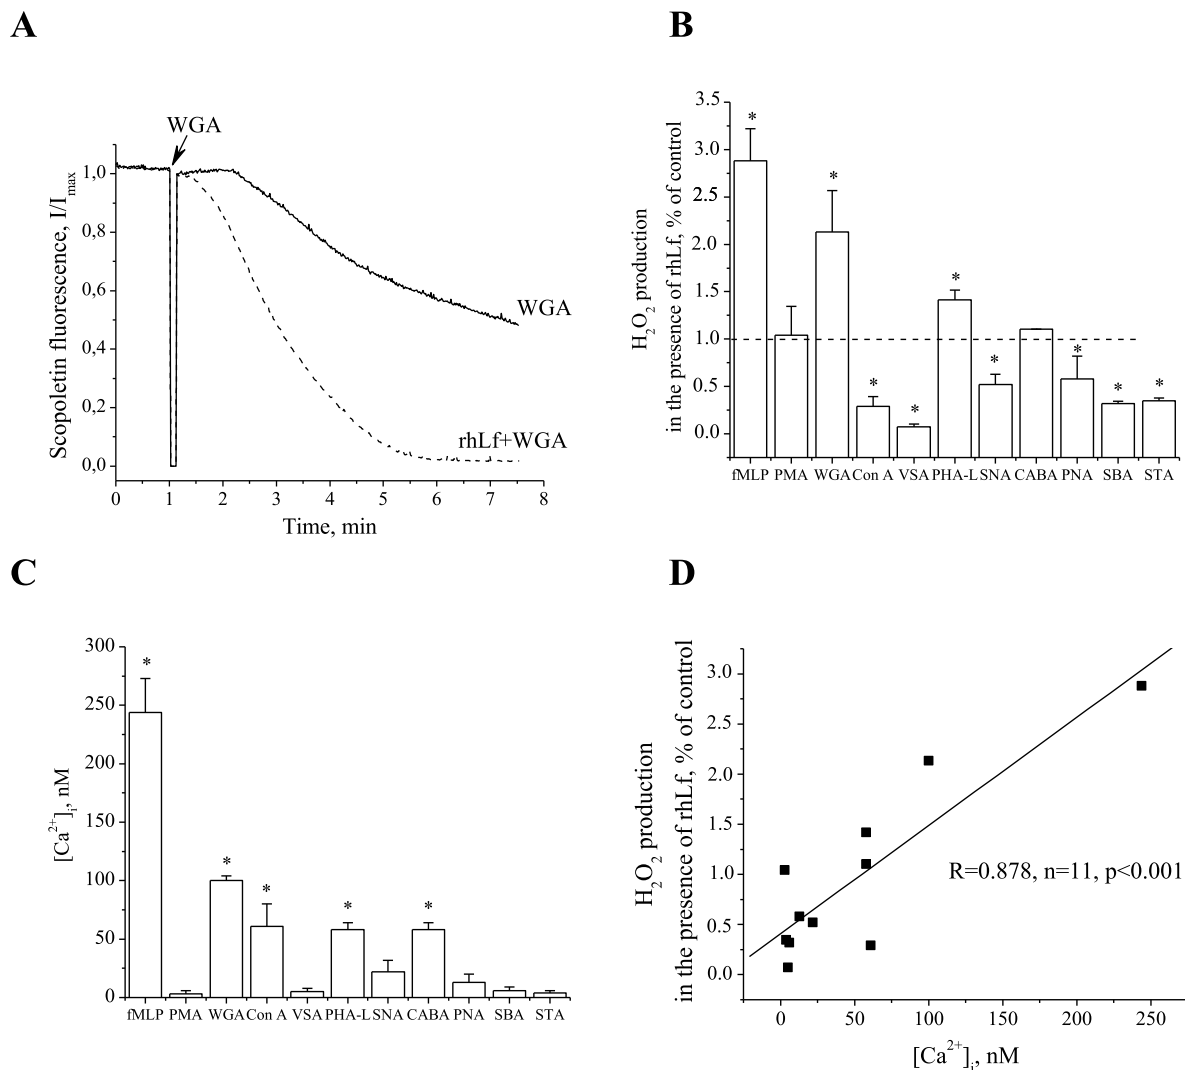 A
WGA
Scopoletin fluorescence, I/Imax
1,0
0,8
0,6
0,4
0,2
0,0
WGA
rhLf+WGA
0 1 2 3 4 5 6 7 8
Time, min
B
H2O2 production
in the presence of rhLf, % of control
3.5
3.0
2.5
2.0
1.5
1.0
0.5
0.0
* * * * * * * * *
fMLP PMA WGA Con A VSA PHA-L SNA CABA PNA SBA STA
C
[Ca2+]i, nM
300
250
200
150
100
50
0
* * * * *
fMLP PMA WGA Con A VSA PHA-L SNA CABA PNA SBA STA
D
H2O2 production
in the presence of rhLf, % of control
3.0
2.5
2.0
1.5
1.0
0.5
0.0
R=0.878, n=11, p<0.001
0 50 100 150 200 250
[Ca2+]i, nM